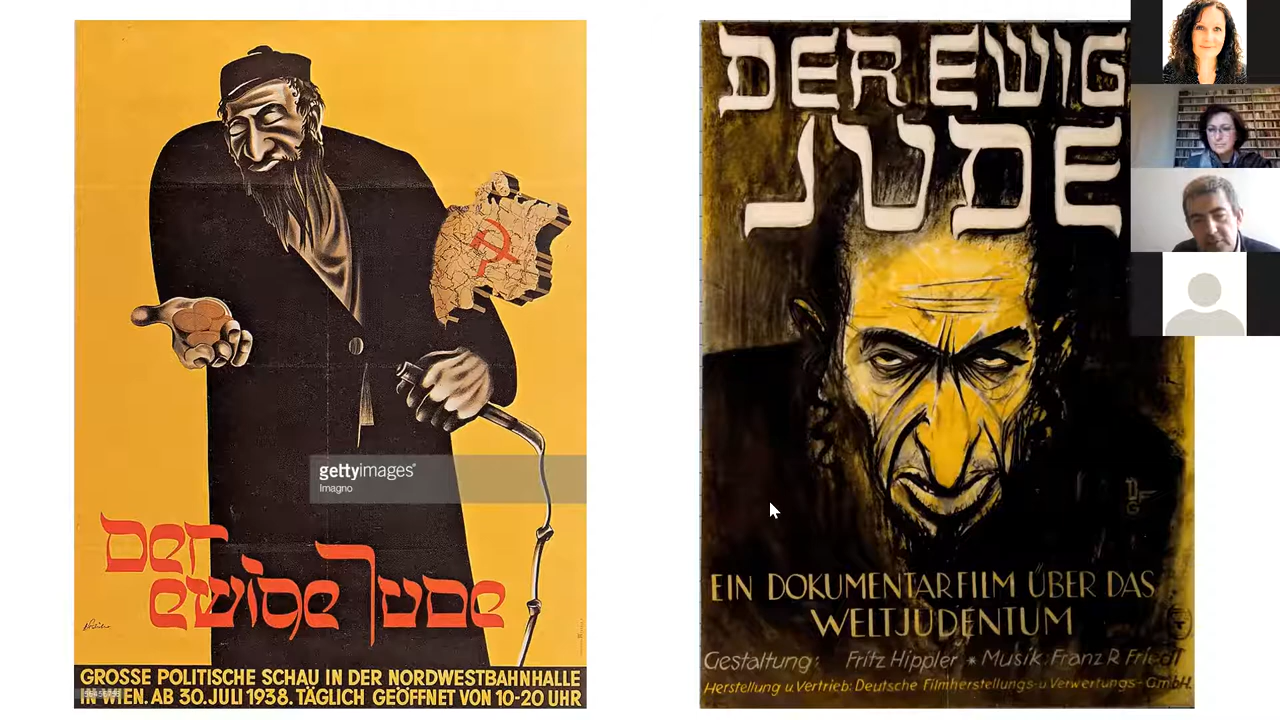 Der
ewige Jude
GROSSE POLITISCHE SCHAU IN DER NORDWESTBAHNHALLE
IN WIEN. AB 30. JULI 1938. TÄGLICH GEÖFFNET VON 10-20 UHR
gettyimages®
Imagno
DER EWIG
JUDE
EIN DOKUMENTARFILM ÜBER DAS
WELTJUDENTUM
Gestaltung: Fritz Hippler * Musik: Franz R. Friedl
Herstellung u. Vertrieb: Deutsche Filmherstellungs- u. Verwertungs- GmbH.